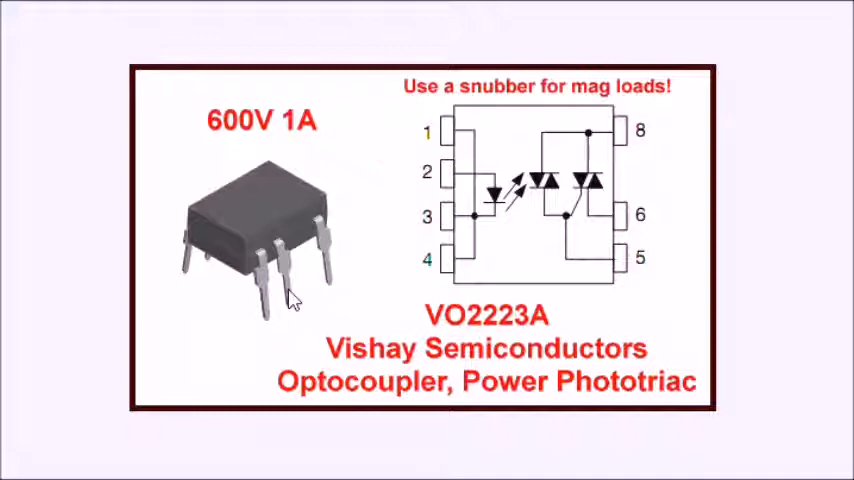 Use a snubber for mag loads!
600V 1A
1
8
2
3
6
4
5
VO2223A
Vishay Semiconductors
Optocoupler, Power Phototriac